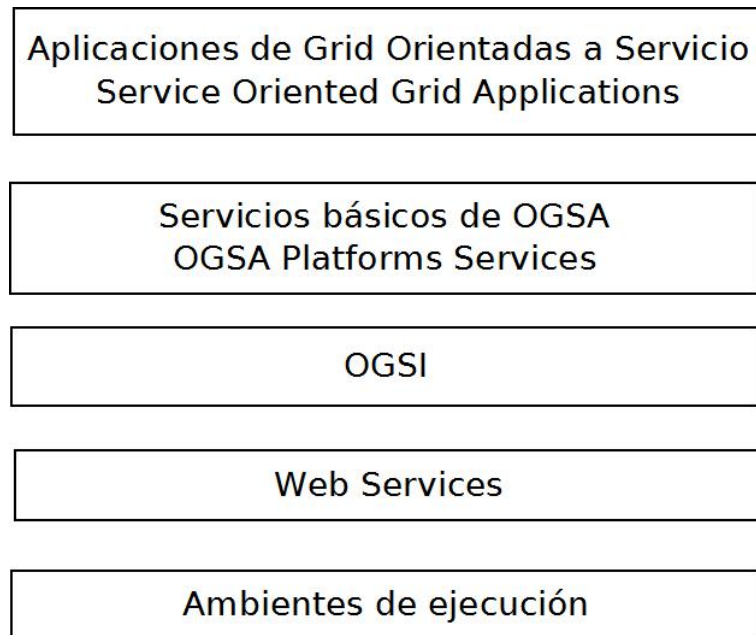 Aplicaciones de Grid Orientadas a Servicio
Service Oriented Grid Applications
Servicios básicos de OGSA
OGSA Platforms Services
OGSI
Web Services
Ambientes de ejecución